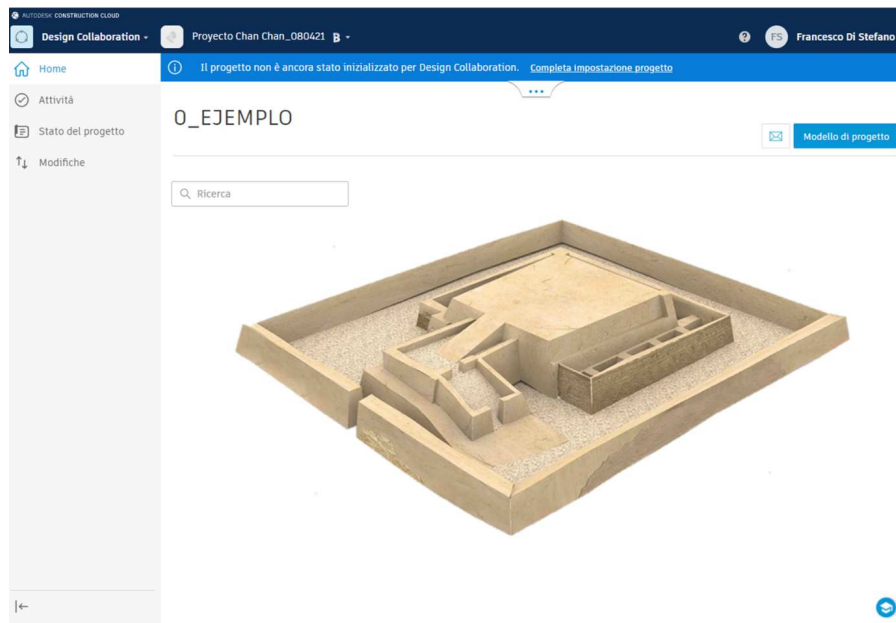 AUTODESK CONSTRUCTION CLOUD
Design Collaboration
Proyecto Chan Chan_080421 B
FS Francesco Di Stefano
Home
Il progetto non è ancora stato inizializzato per Design Collaboration. Completa impostazione progetto
Attività
Stato del progetto
Modifiche
0_EJEMPLO
Modello di progetto
Ricerca